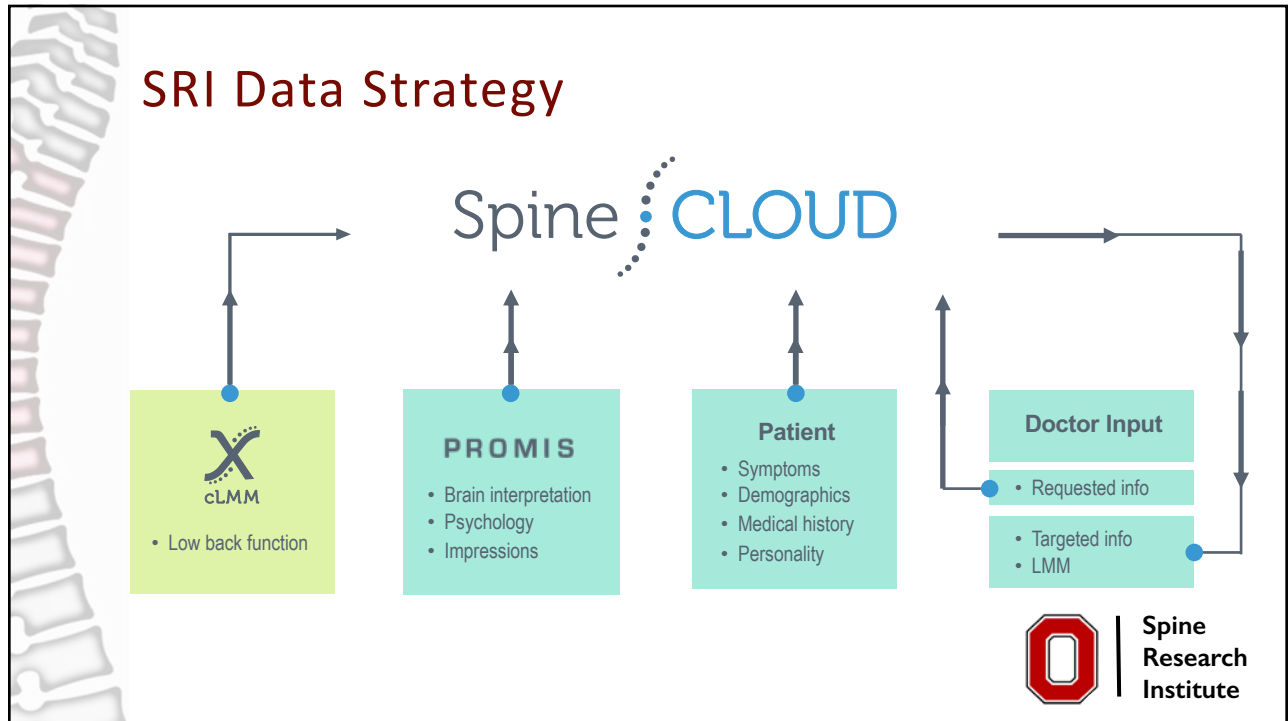 SRI Data Strategy
Spine CLOUD
cLMM
• Low back function
PROMIS
• Brain interpretation
• Psychology
• Impressions
Patient
• Symptoms
• Demographics
• Medical history
• Personality
Doctor Input
• Requested info
• Targeted info
• LMM
O
Spine
Research
Institute